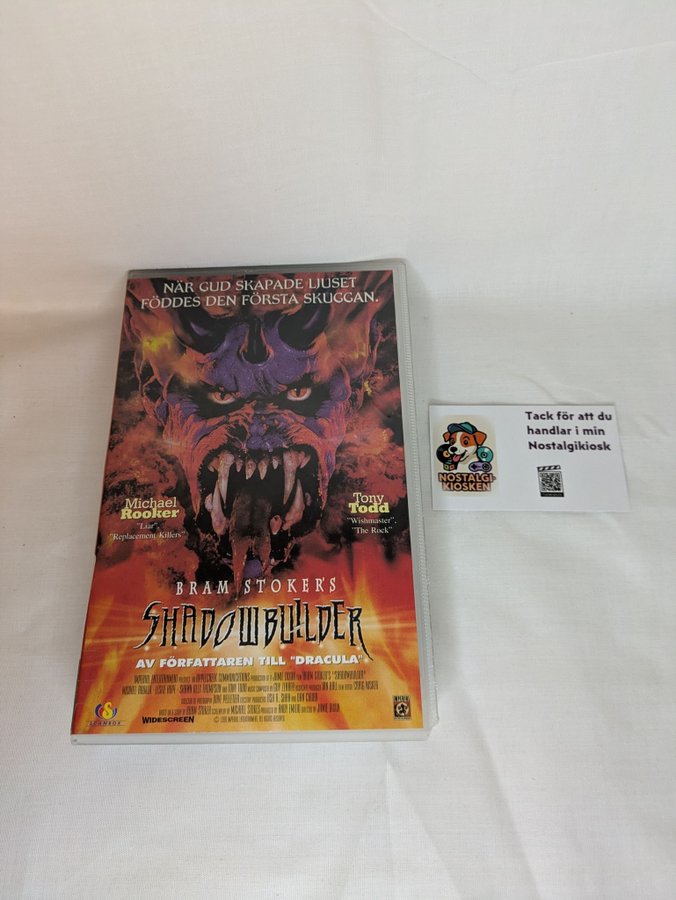 NÄR GUD SKAPADE LJUSET
FÖDDES DEN FÖRSTA SKUGGAN.
Michael
Rooker
"Liar",
"Replacement Killers"
Tony
Todd
"Wishmaster",
"The Rock"
BRAM STOKER'S
SHADOWBUILDER
AV FÖRFATTAREN TILL "DRACULA"
WIDESCREEN
Tack för att du
handlar i min
Nostalgikiosk
NOSTALGI-
KIOSKEN